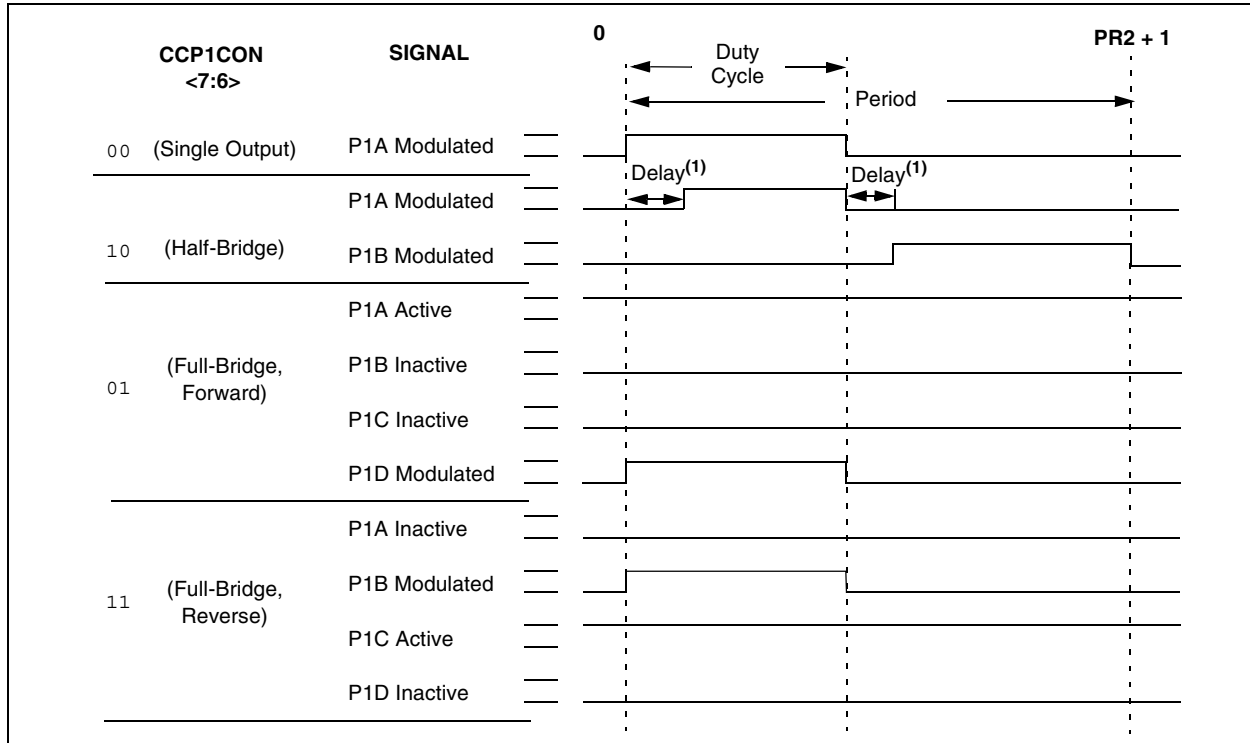 CCP1CON
<7:6>
SIGNAL
0
PR2 + 1
Duty
Cycle
Period
00 (Single Output) P1A Modulated
Delay(1)
Delay(1)
10 (Half-Bridge)
P1A Modulated
P1B Modulated
01 (Full-Bridge,
Forward)
P1A Active
P1B Inactive
P1C Inactive
P1D Modulated
11 (Full-Bridge,
Reverse)
P1A Inactive
P1B Modulated
P1C Active
P1D Inactive